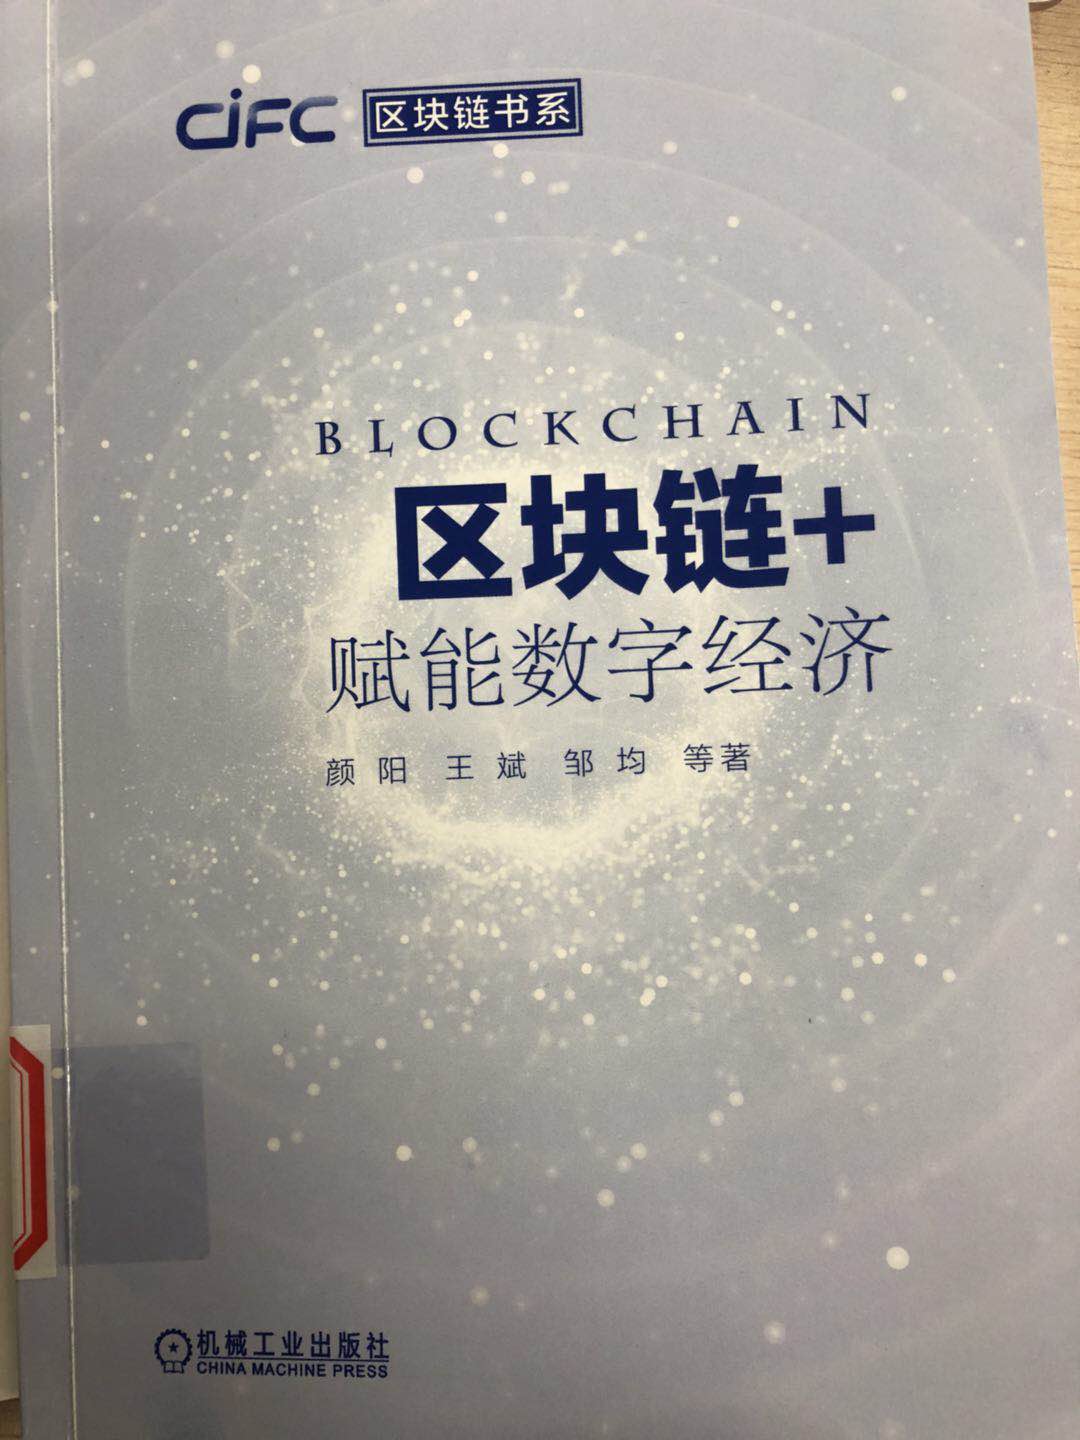 CIFC 区块链书系
BLOCKCHAIN
区块链+
赋能数字经济
颜阳 王斌 邹均 等著
机械工业出版社
CHINA MACHINE PRESS